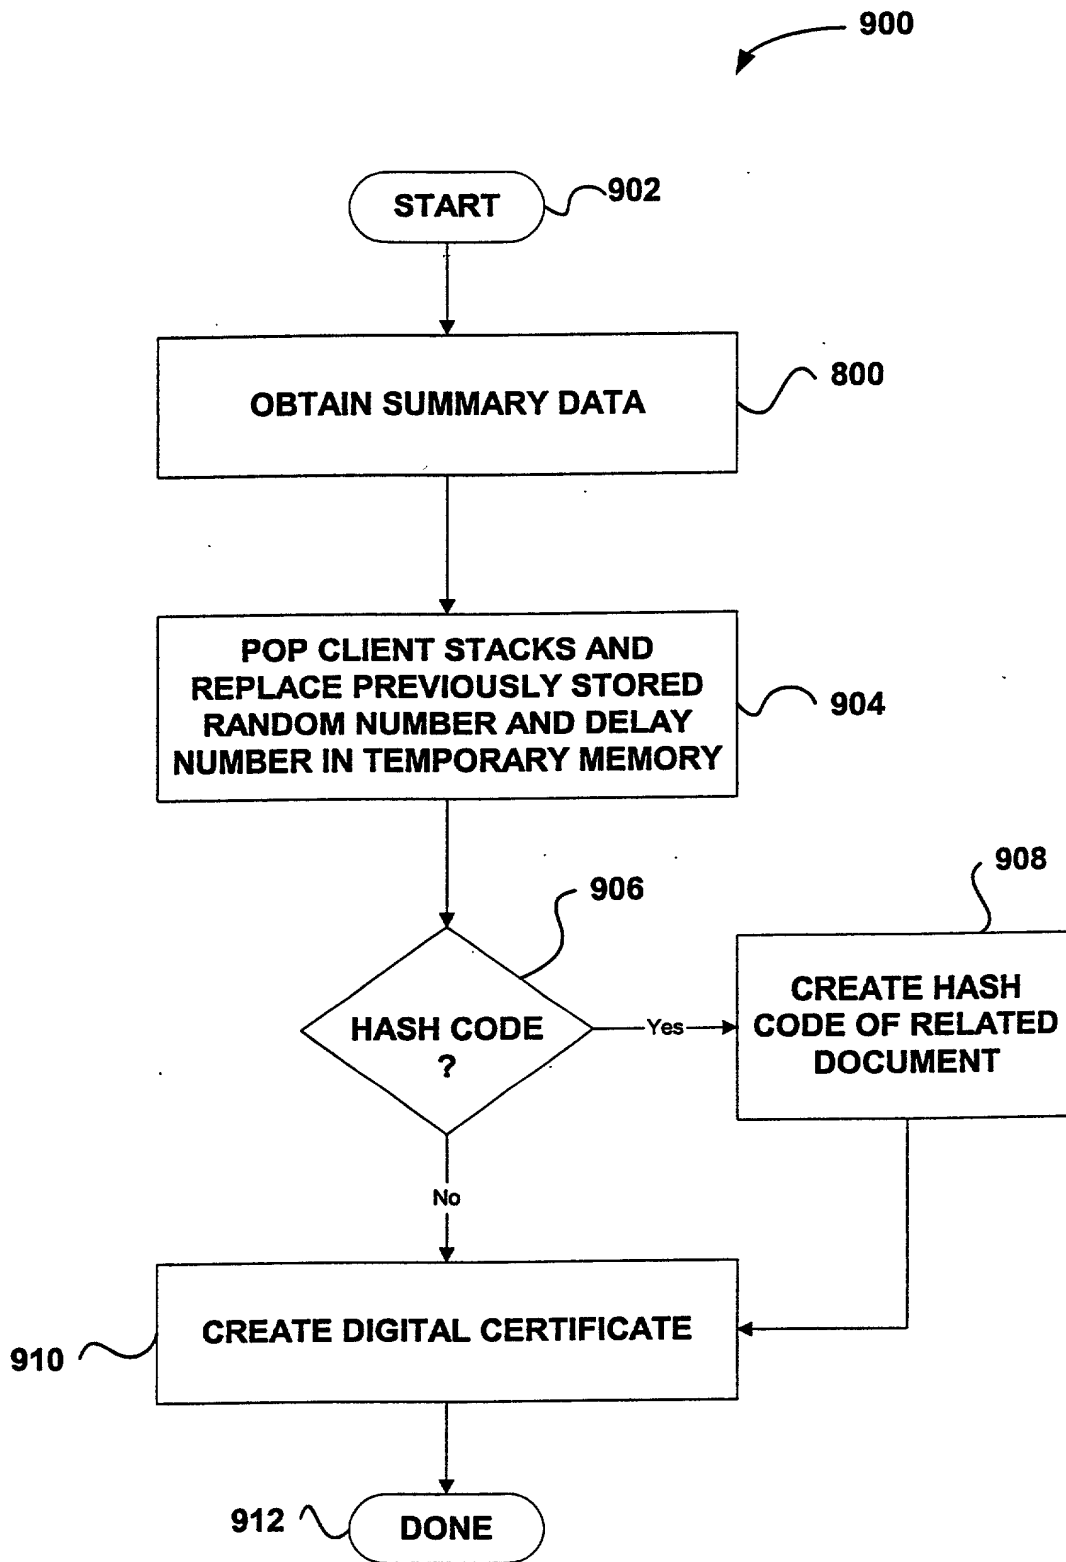 900
START
902
OBTAIN SUMMARY DATA
800
POP CLIENT STACKS AND
REPLACE PREVIOUSLY STORED
RANDOM NUMBER AND DELAY
NUMBER IN TEMPORARY MEMORY
904
906
908
HASH CODE
?
Yes
CREATE HASH
CODE OF RELATED
DOCUMENT
No
CREATE DIGITAL CERTIFICATE
910
912
DONE